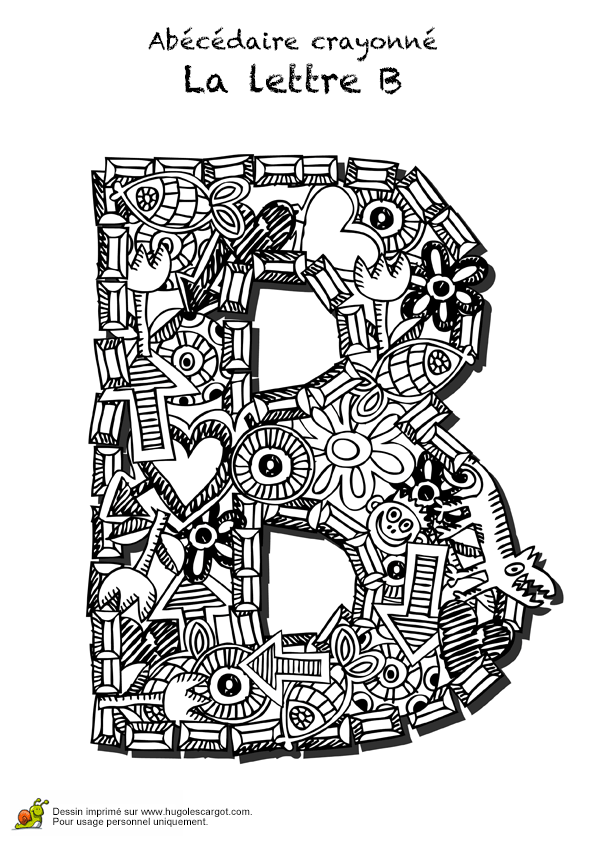 Abécédaire crayonné
La lettre B
Dessin imprimé sur www.hugolescargot.com.
Pour usage personnel uniquement.